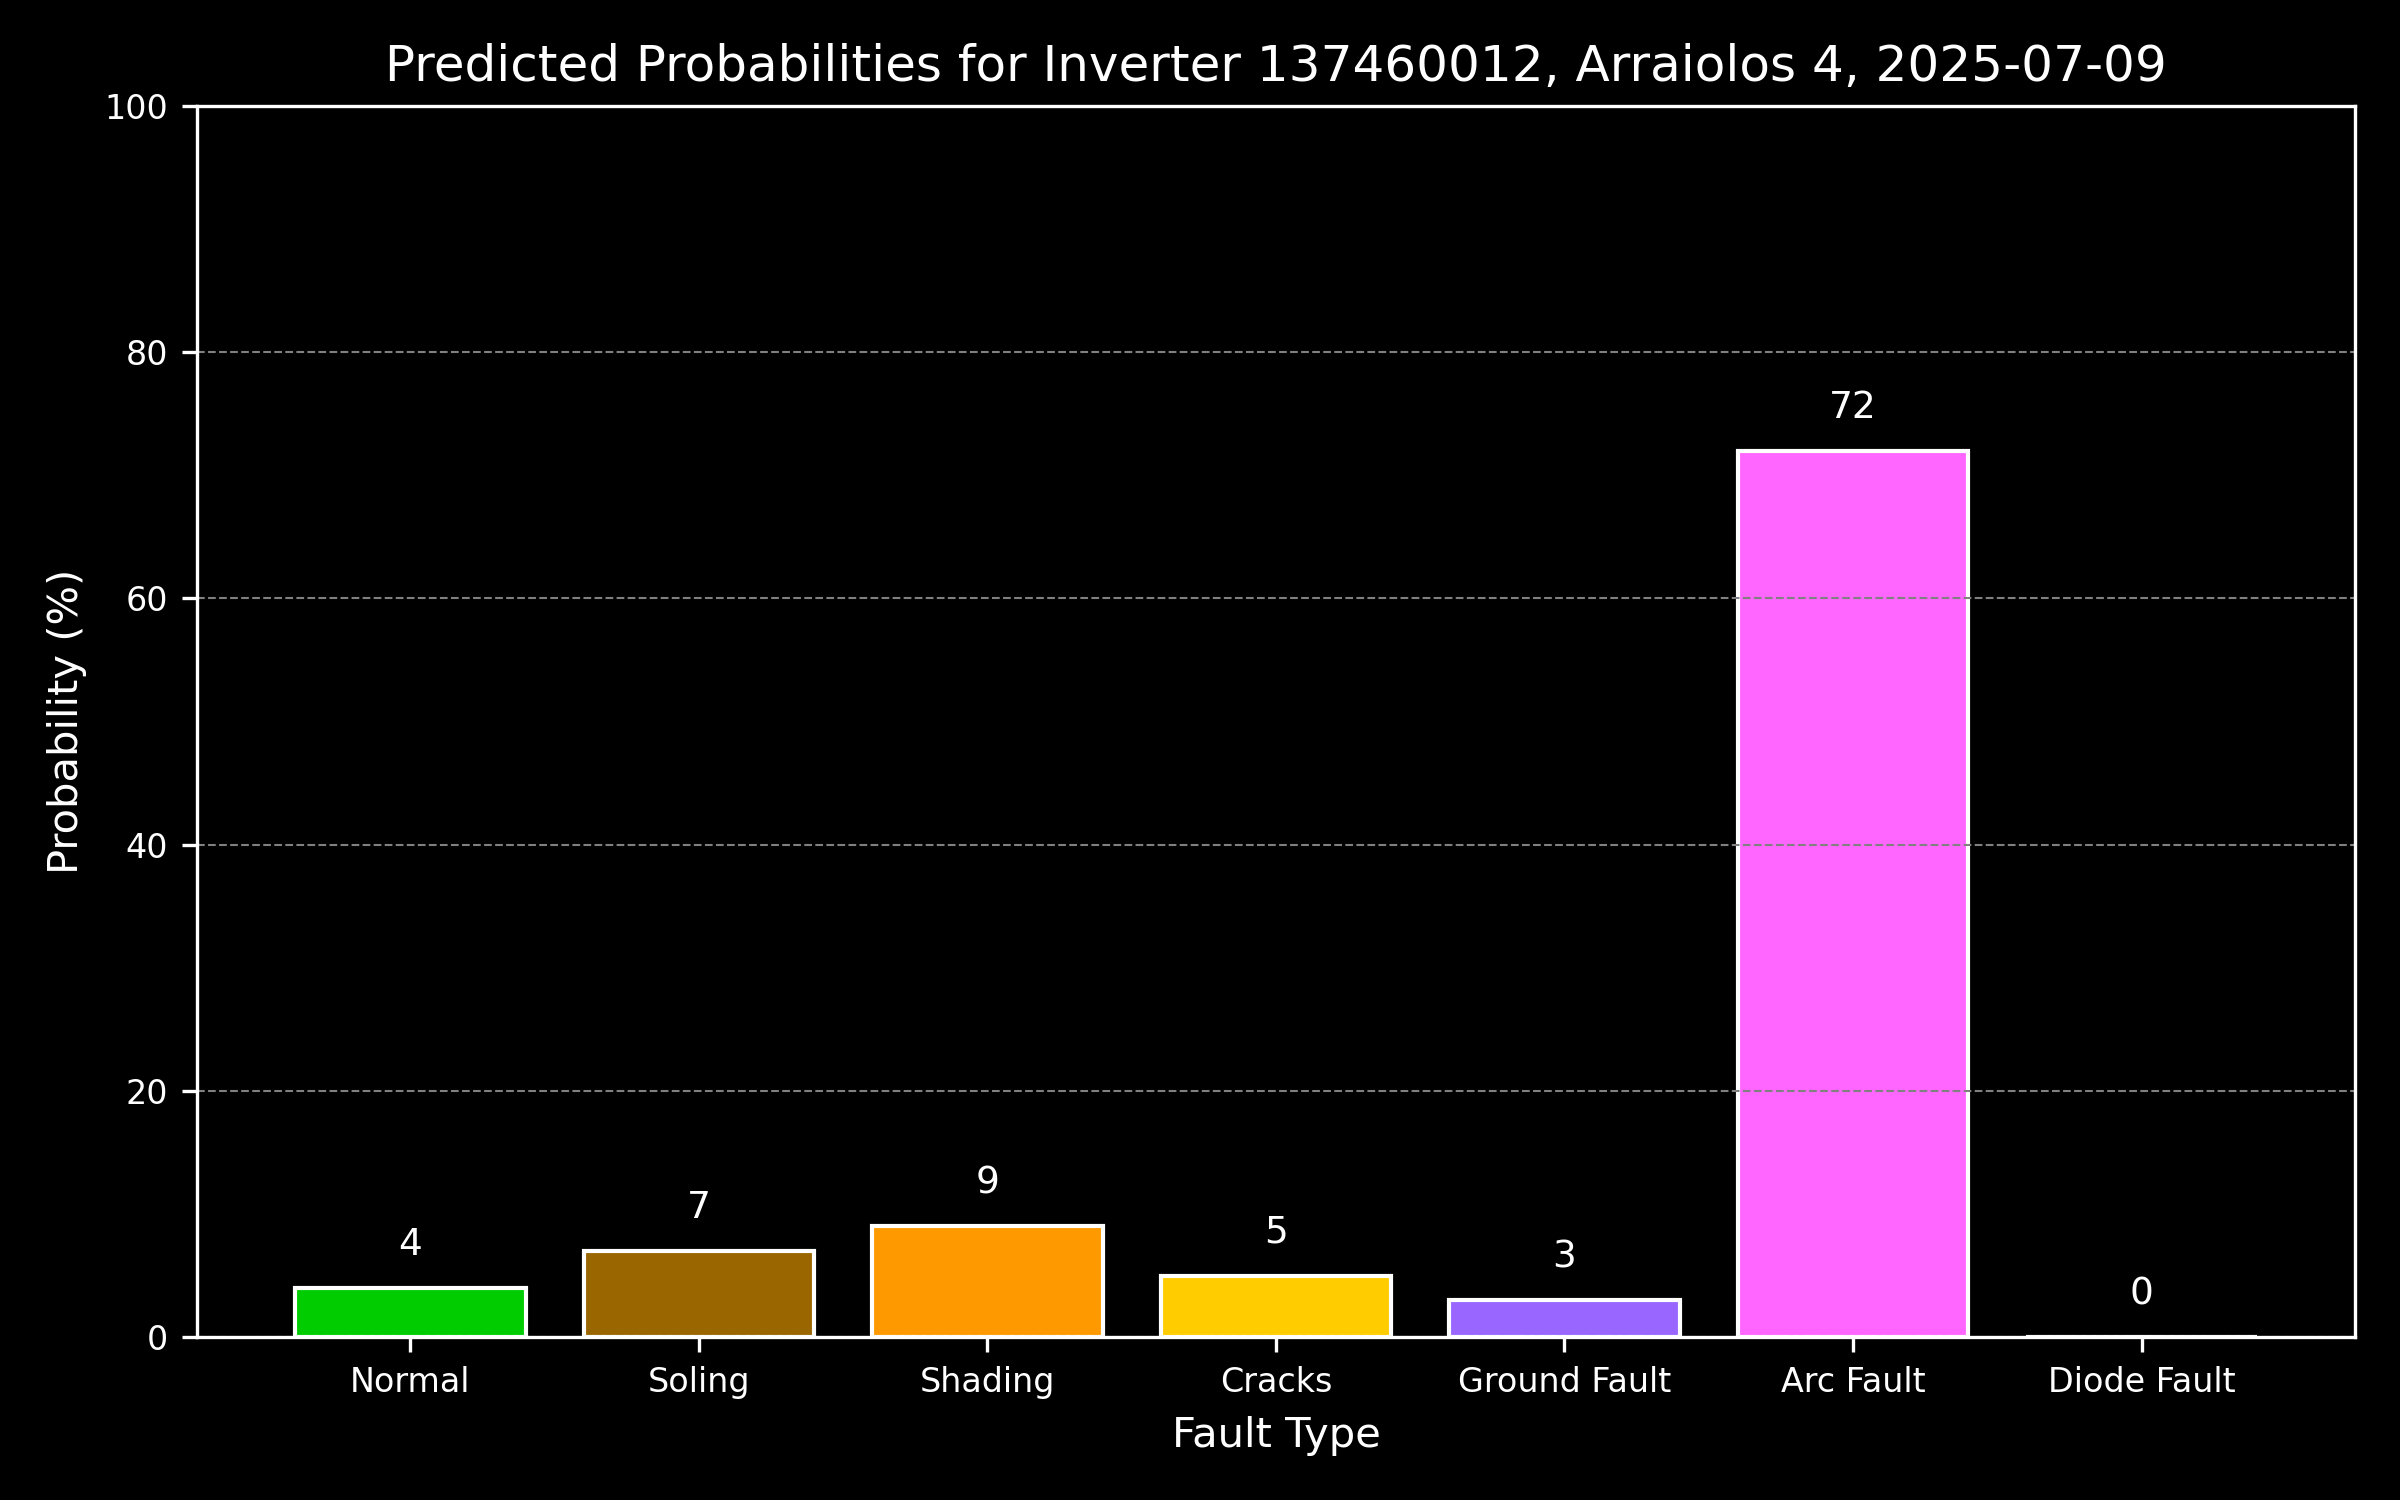 Predicted Probabilities for Inverter 137460012, Arraiolos 4, 2025-07-09
100
80
60
40
20
0
Probability (%)
4
7
9
5
3
72
0
Normal
Soling
Shading
Cracks
Ground Fault
Arc Fault
Diode Fault
Fault Type